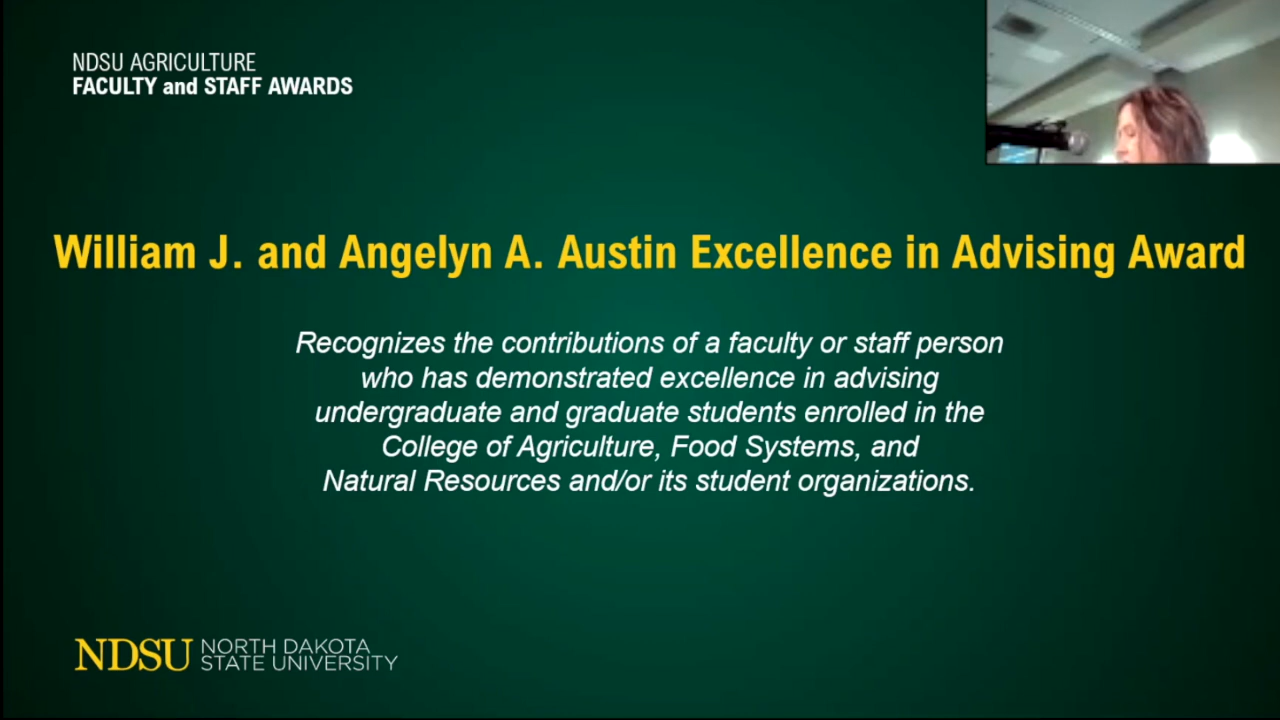 NDSU AGRICULTURE
FACULTY and STAFF AWARDS
William J. and Angelyn A. Austin Excellence in Advising Award
Recognizes the contributions of a faculty or staff person
who has demonstrated excellence in advising
undergraduate and graduate students enrolled in the
College of Agriculture, Food Systems, and
Natural Resources and/or its student organizations.
NDSU NORTH DAKOTA
STATE UNIVERSITY